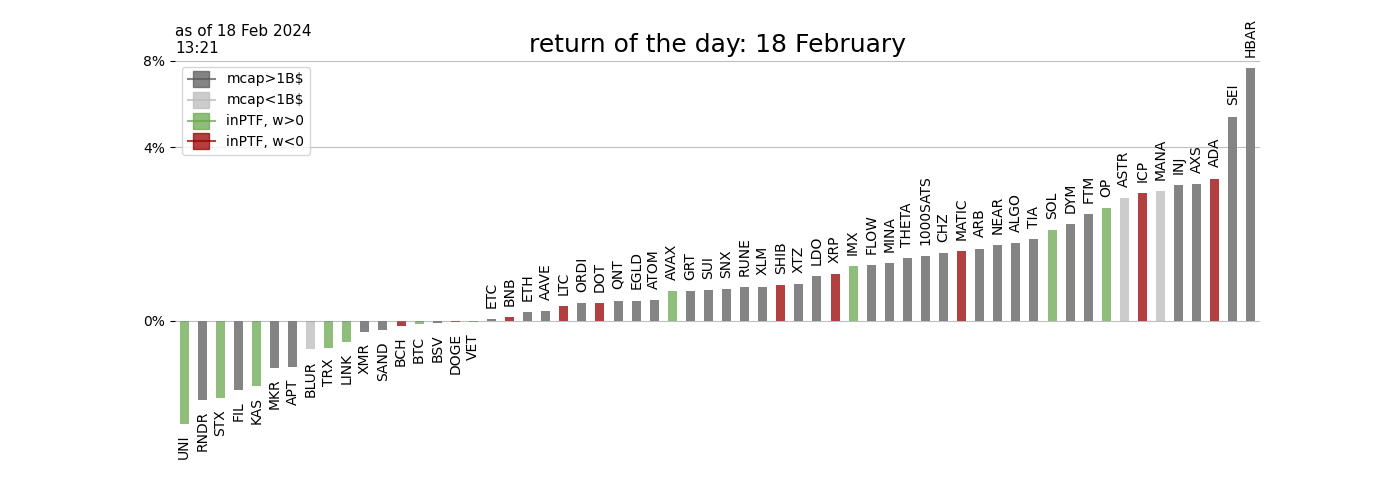 as of 18 Feb 2024
13:21
return of the day: 18 February
8%
4%
0%
mcap>1B$
mcap<1B$
inPTF, w>0
inPTF, w<0
UNI
RNDR
STX
FIL
KAS
MKR
APT
BLUR
TRX
LINK
XMR
SAND
BCH
BTC
BSV
DOGE
VET
ETC
BNB
ETH
AAVE
LTC
ORDI
DOT
QNT
EGLD
ATOM
AVAX
GRT
SUI
SNX
RUNE
XLM
SHIB
XTZ
LDO
XRP
IMX
FLOW
MINA
THETA
1000SATS
CHZ
MATIC
ARB
NEAR
ALGO
TIA
SOL
DYM
FTM
OP
ASTR
ICP
MANA
INJ
AXS
ADA
SEI
HBAR